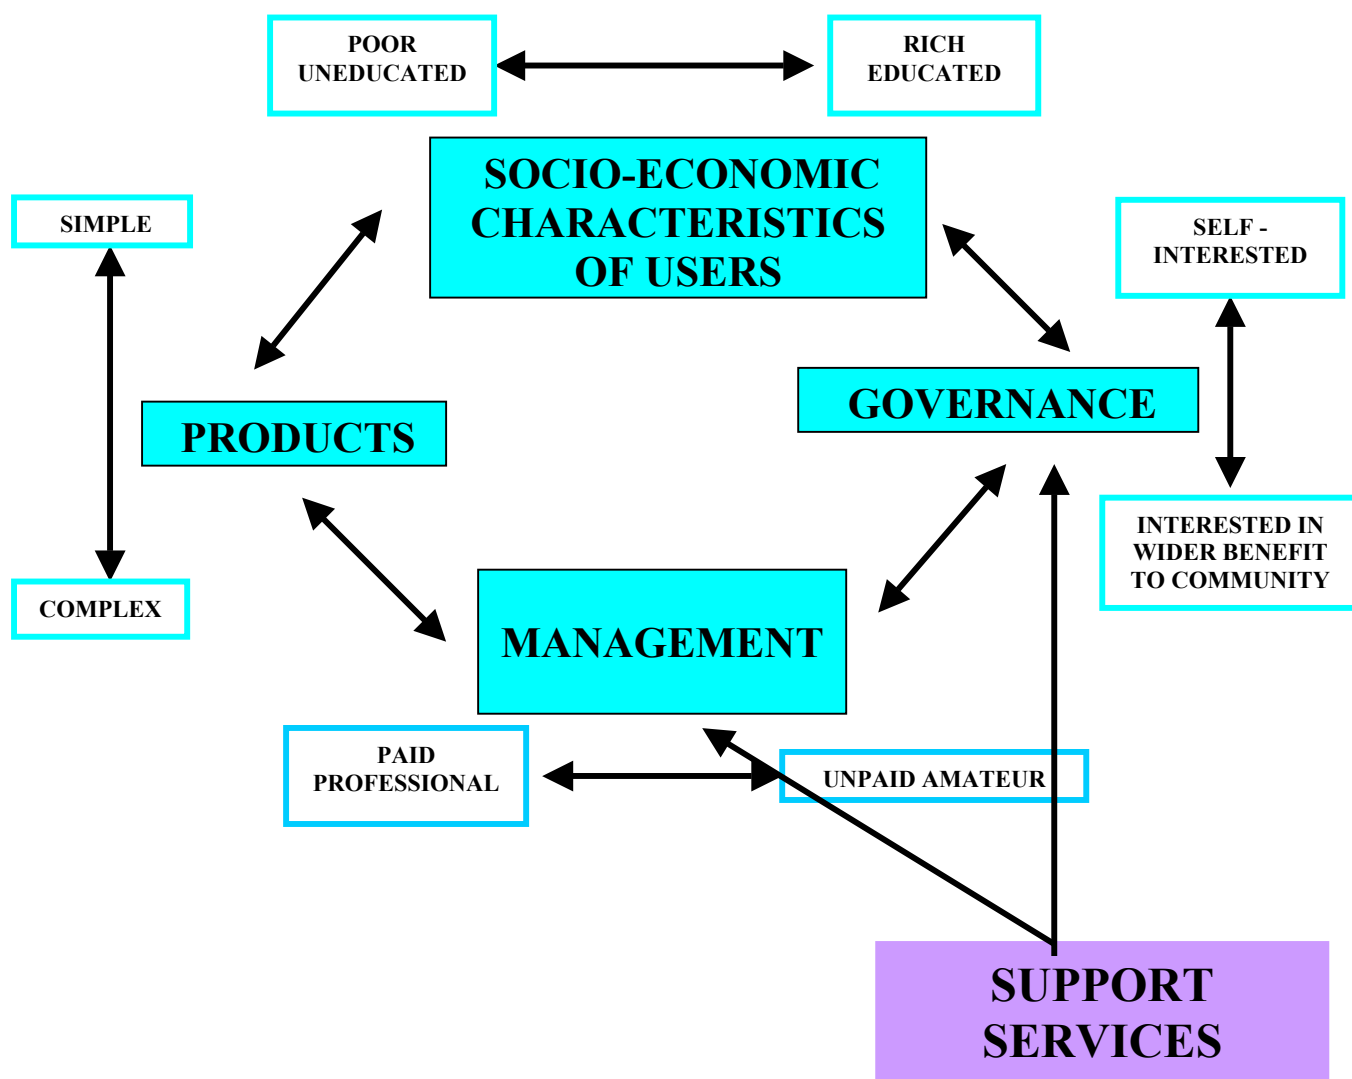 POOR
UNEDUCATED
RICH
EDUCATED
SOCIO-ECONOMIC
CHARACTERISTICS
OF USERS
SIMPLE
SELF -
INTERESTED
PRODUCTS
GOVERNANCE
INTERESTED IN
WIDER BENEFIT
TO COMMUNITY
COMPLEX
MANAGEMENT
PAID
PROFESSIONAL
UNPAID AMATEUR
SUPPORT
SERVICES